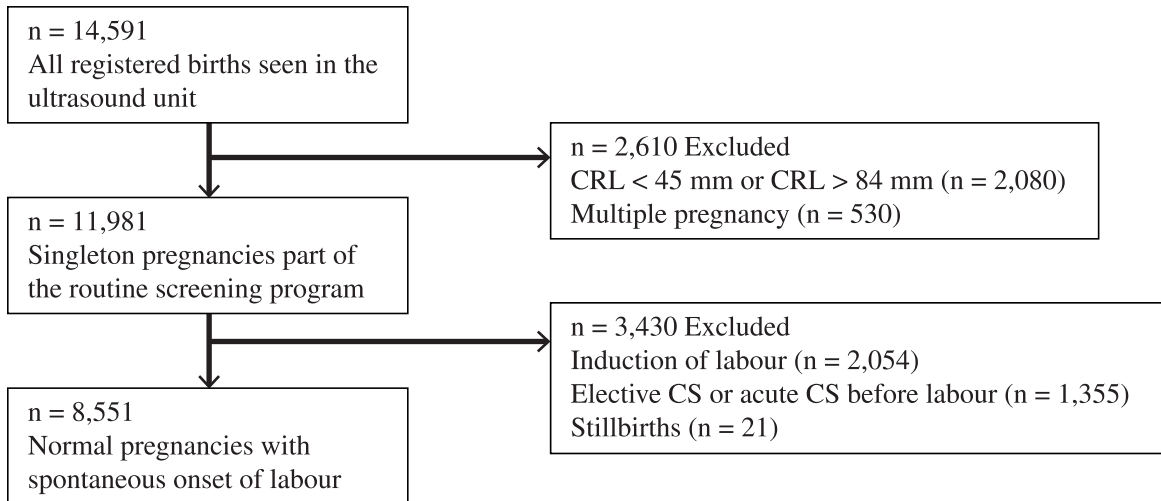 n = 14,591
All registered births seen in the
ultrasound unit
n = 2,610 Excluded
CRL < 45 mm or CRL > 84 mm (n = 2,080)
Multiple pregnancy (n = 530)
n = 11,981
Singleton pregnancies part of
the routine screening program
n = 3,430 Excluded
Induction of labour (n = 2,054)
Elective CS or acute CS before labour (n = 1,355)
Stillbirths (n = 21)
n = 8,551
Normal pregnancies with
spontaneous onset of labour